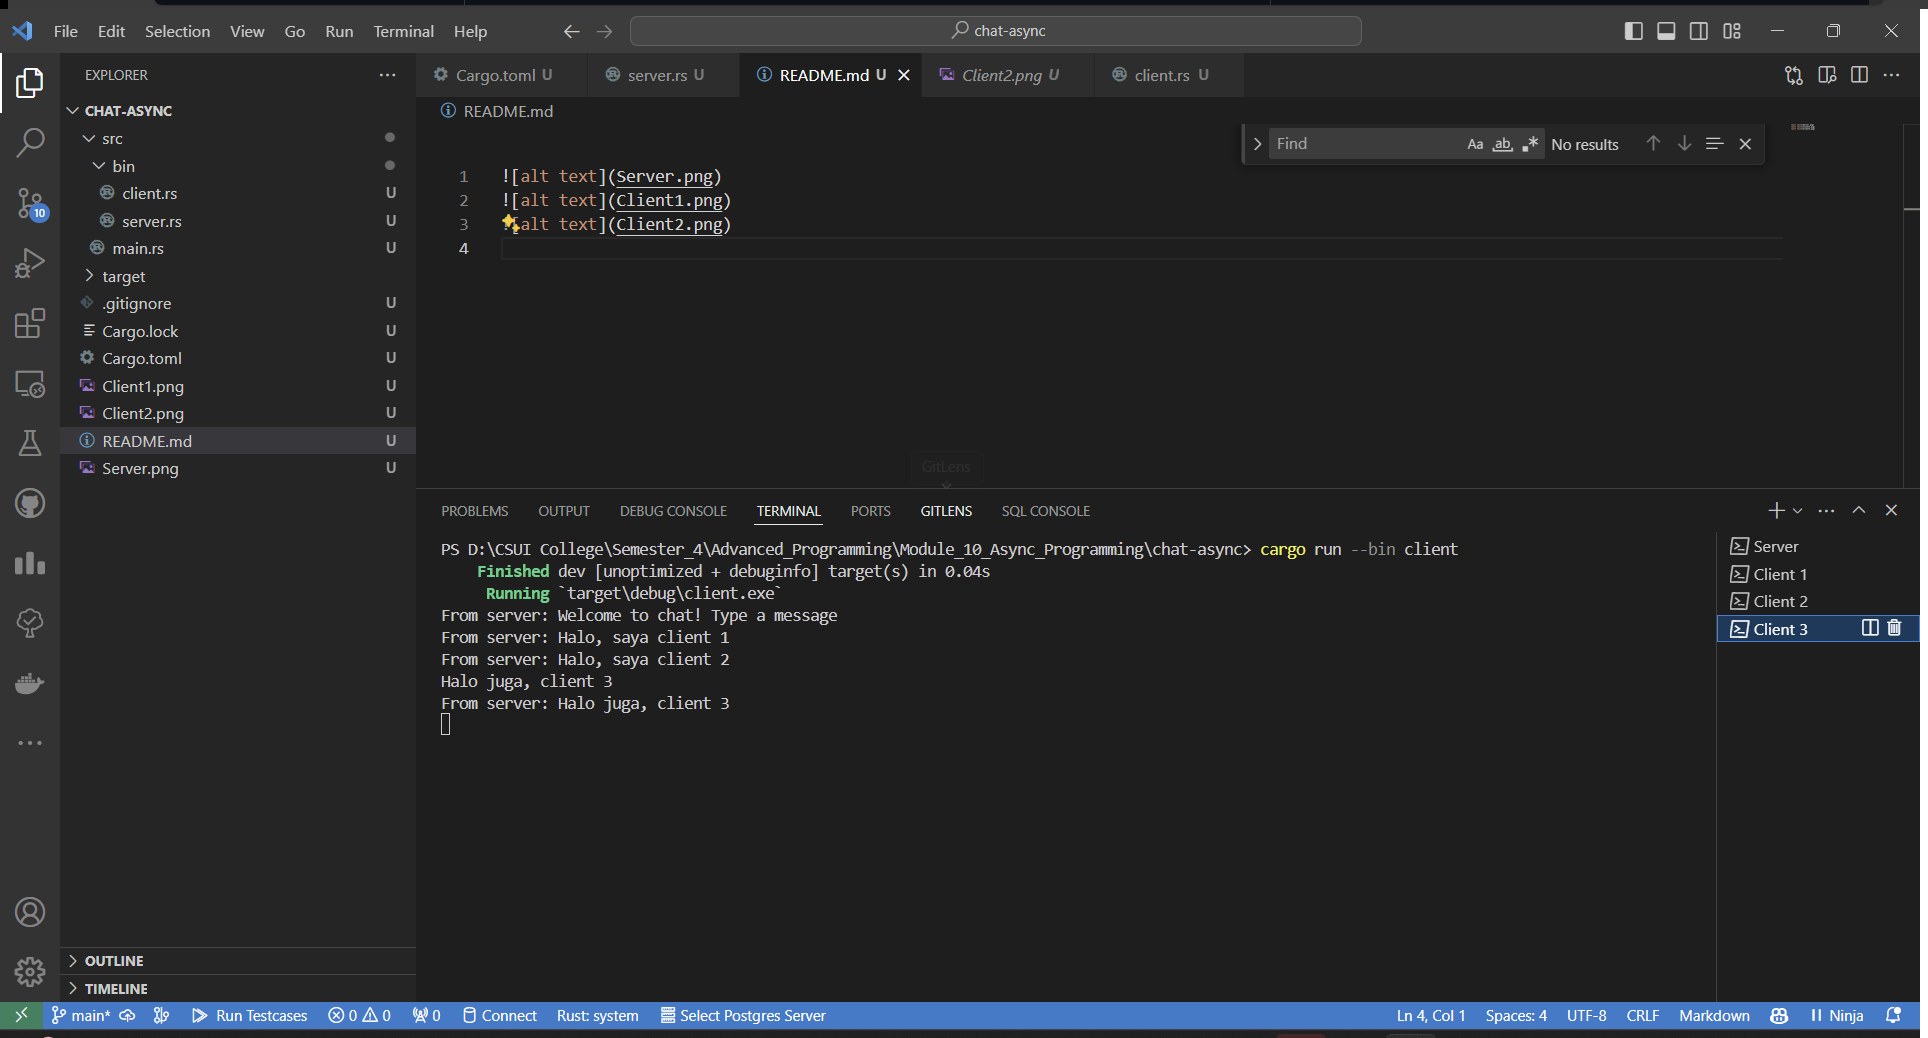 File Edit Selection View Go Run Terminal Help
chat-async
EXPLORER
CHAT-ASYNC
src
bin
client.rs U
server.rs U
main.rs U
target
.gitignore U
Cargo.lock U
Cargo.toml U
Client1.png U
Client2.png U
README.md U
Server.png U
OUTLINE
TIMELINE
10
Cargo.toml U server.rs U README.md U Client2.png U client.rs U
README.md
Find Aa ab No results
1 ![alt text](Server.png)
2 ![alt text](Client1.png)
3 ![alt text](Client2.png)
4
GitLens
PROBLEMS OUTPUT DEBUG CONSOLE TERMINAL PORTS GITLENS SQL CONSOLE
PS D:\CSUI College\Semester_4\Advanced_Programming\Module_10_Async_Programming\chat-async> cargo run --bin client
Finished dev [unoptimized + debuginfo] target(s) in 0.04s
Running `target\debug\client.exe`
From server: Welcome to chat! Type a message
From server: Halo, saya client 1
From server: Halo, saya client 2
Halo juga, client 3
From server: Halo juga, client 3
Server
Client 1
Client 2
Client 3
main* Run Testcases 0 0 0 Connect Rust: system Select Postgres Server Ln 4, Col 1 Spaces: 4 UTF-8 CRLF Markdown Ninja